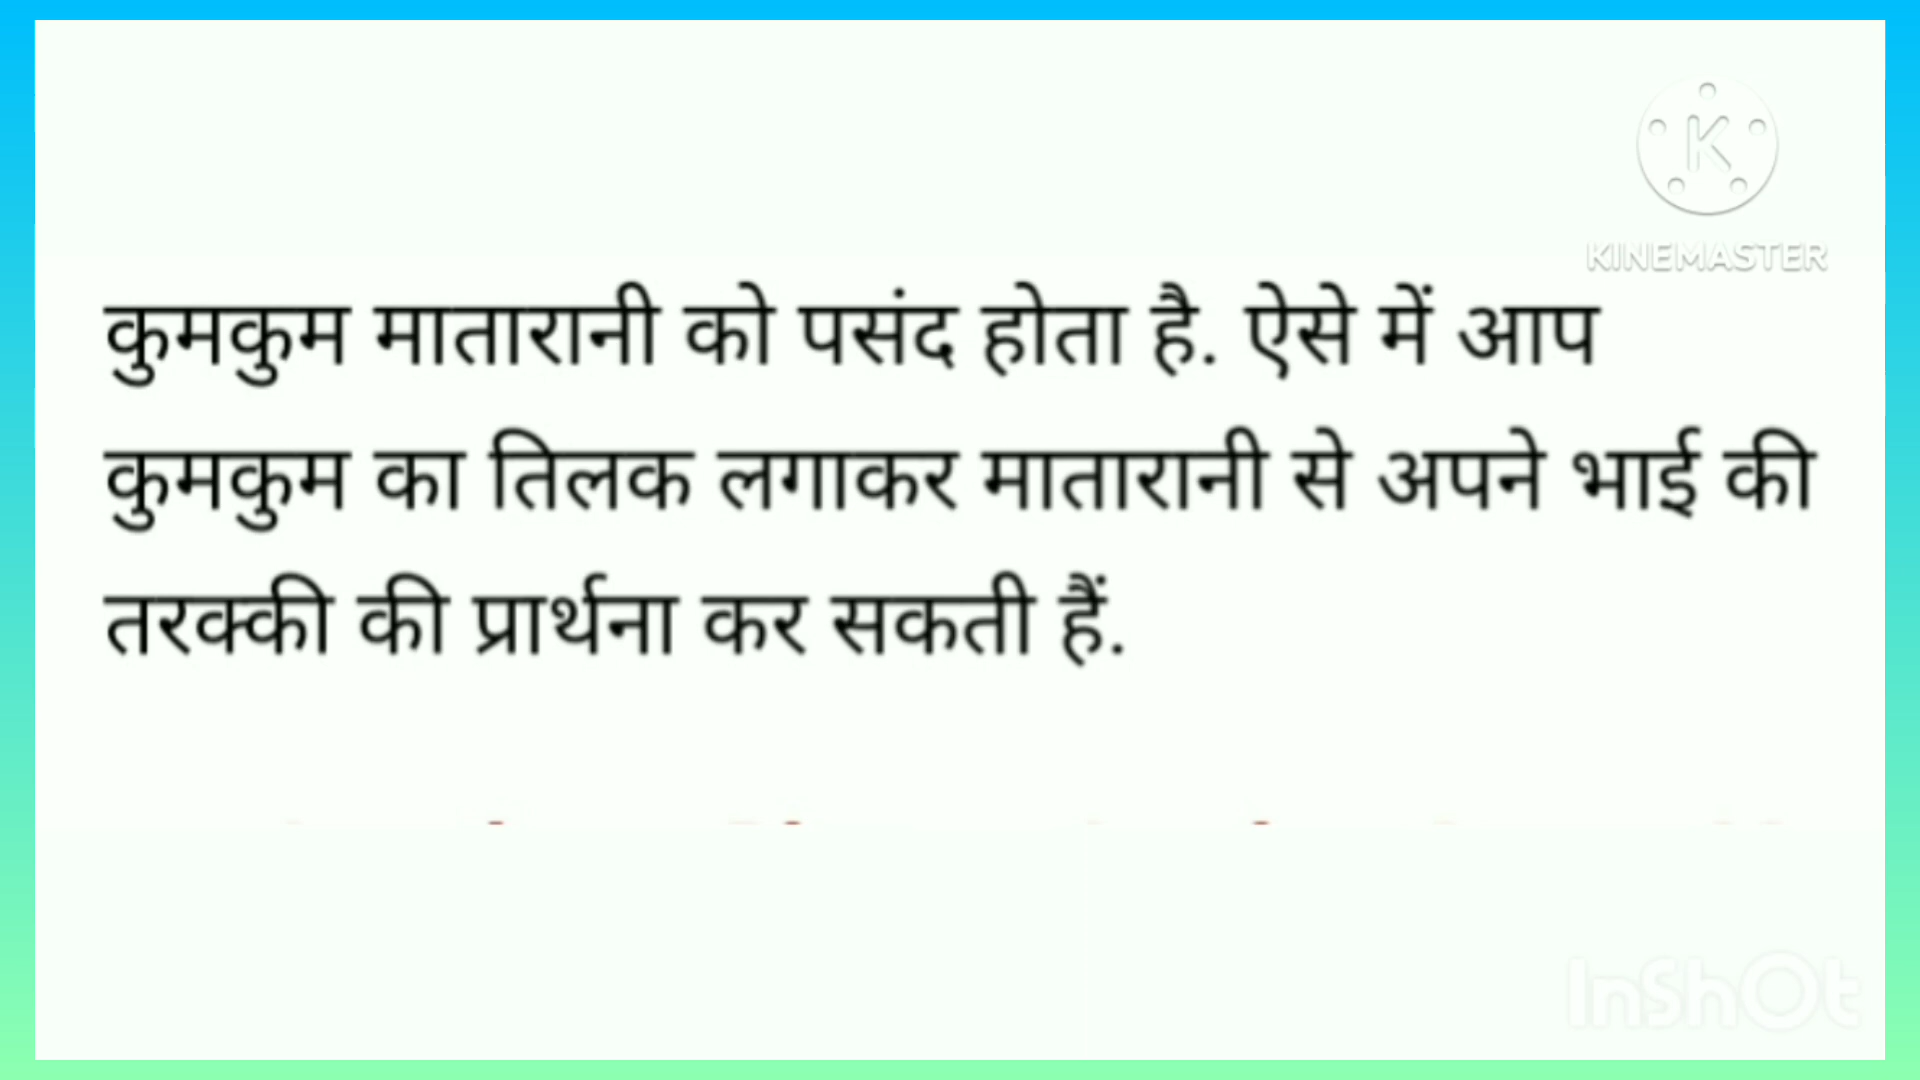 KINEMASTER
कुमकुम मातारानी को पसंद होता है. ऐसे में आप
कुमकुम का तिलक लगाकर मातारानी से अपने भाई की
तरक्की की प्रार्थना कर सकती हैं.
InShOt